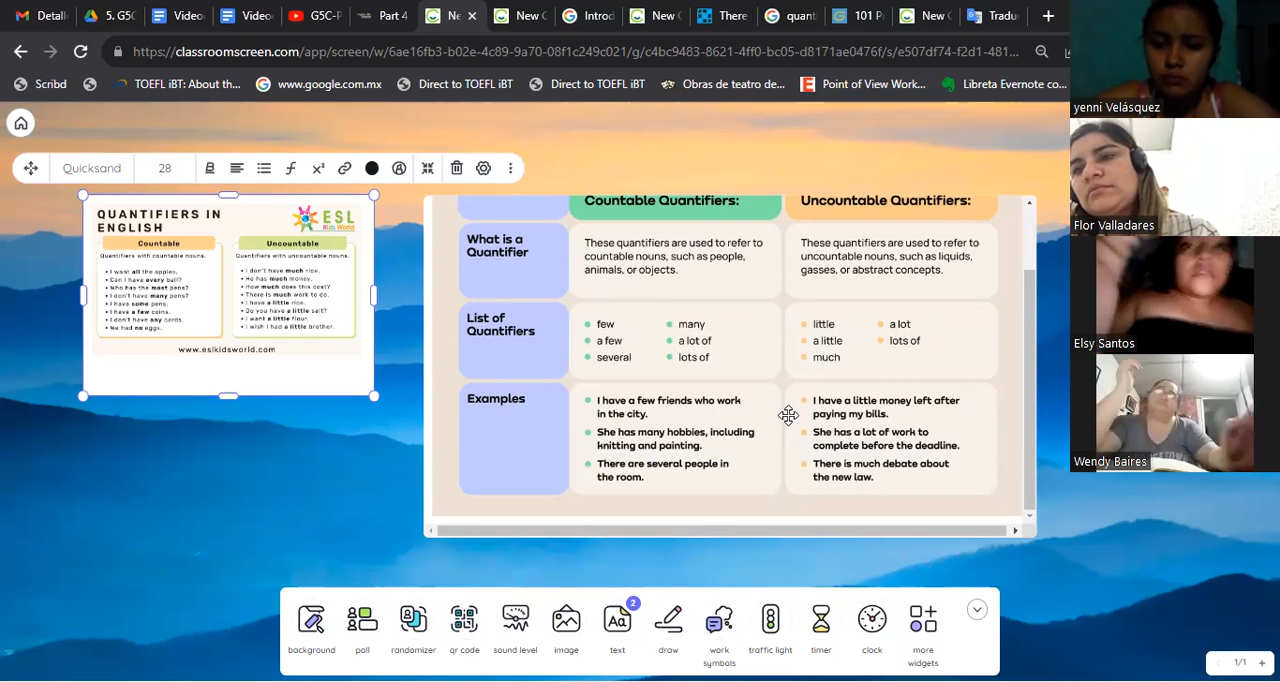 Detalle
5. G5C
Video
Video
G5C-P
Part 4
Ne
New C
Introd
New C
There
quant
101 P
New C
Tradu
https://classroomscreen.com/app/screen/w/6ae16fb3-b02e-4c89-9a70-08f1c249c021/g/c4bc9483-8621-4ff0-bc05-d8171ae0476f/s/e507df74-f2d1-481...
Scribd
TOEFL iBT: About th...
www.google.com.mx
Direct to TOEFL iBT
Direct to TOEFL iBT
Obras de teatro de...
Point of View Work...
Libreta Evernote co...
Quicksand
28
QUANTIFIERS IN
ENGLISH
ESL
Kids World
Countable
Quantifiers with countable nouns.
• I want all the apples.
• Can I have every ball?
• Who has the most pens?
• I don't have many pens?
• I have some pens.
• I have a few coins.
• I don't have any cards.
• We had no eggs.
Uncountable
Quantifiers with uncountable nouns.
• I don't have much rice.
• He has much money.
• How much does this cost?
• There is much work to do.
• I have a little rice.
• Do you have a little salt?
• I want a little flour.
• I wish I had a little brother.
www.eslkidsworld.com
Countable Quantifiers:
Uncountable Quantifiers:
What is a
Quantifier
These quantifiers are used to refer to
countable nouns, such as people,
animals, or objects.
These quantifiers are used to refer to
uncountable nouns, such as liquids,
gasses, or abstract concepts.
List of
Quantifiers
few
a few
several
many
a lot of
lots of
little
a little
much
a lot
lots of
Examples
I have a few friends who work
in the city.
She has many hobbies, including
knitting and painting.
There are several people in
the room.
I have a little money left after
paying my bills.
She has a lot of work to
complete before the deadline.
There is much debate about
the new law.
background
poll
randomizer
qr code
sound level
image
2
text
draw
work
symbols
traffic light
timer
clock
more
widgets
1/1
yenni Velásquez
Flor Valladares
Elsy Santos
Wendy Baires